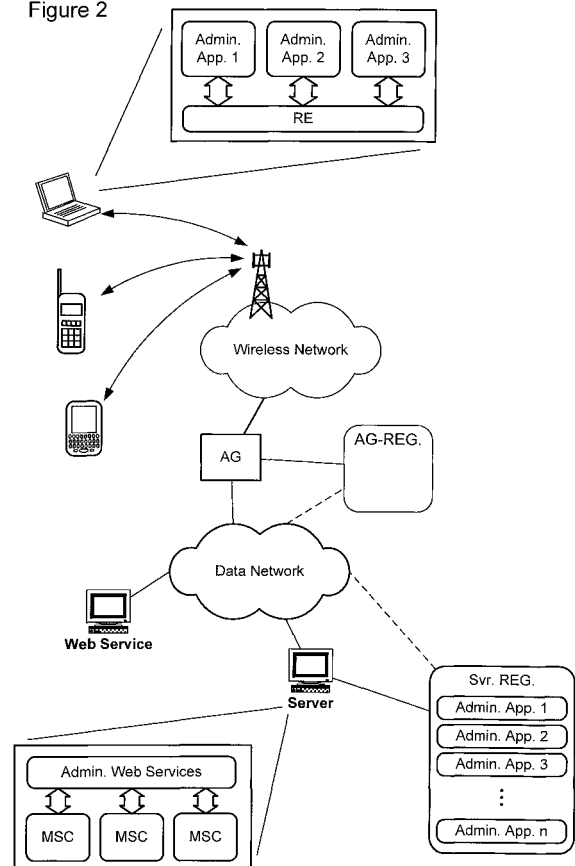 Figure 2
Admin.
App. 1
Admin.
App. 2
Admin.
App. 3
RE
Wireless Network
AG
AG-REG.
Data Network
Web Service
Server
Svr. REG.
Admin. App. 1
Admin. App. 2
Admin. App. 3
⋮
Admin. App. n
Admin. Web Services
MSC
MSC
MSC